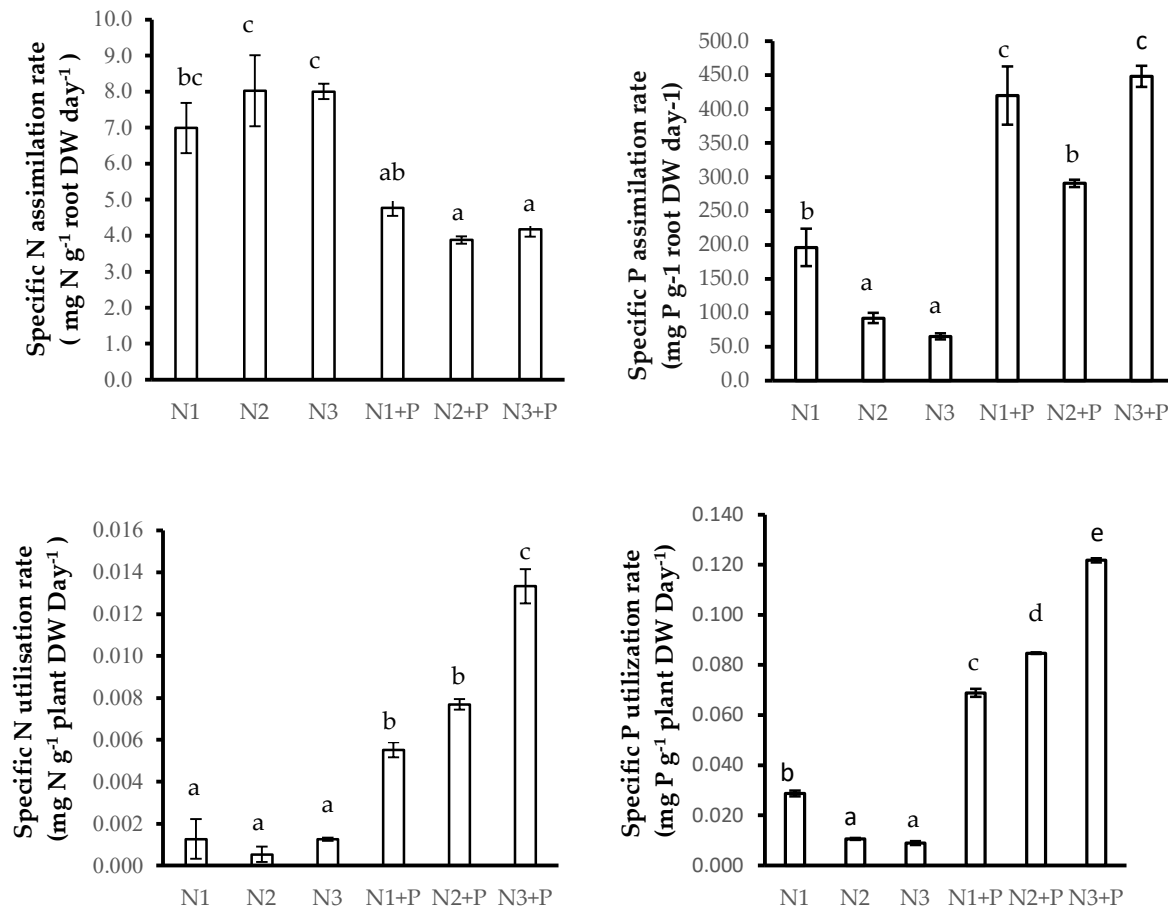 Specific N assimilation rate
( mg N g⁻¹ root DW day⁻¹ )
10.0
9.0
8.0
7.0
6.0
5.0
4.0
3.0
2.0
1.0
0.0
bc
c
c
ab
a
a
N1 N2 N3 N1+P N2+P N3+P
Specific P assimilation rate
(mg P g-1 root DW day-1)
500.0
450.0
400.0
350.0
300.0
250.0
200.0
150.0
100.0
50.0
0.0
b
a
a
c
b
c
N1 N2 N3 N1+P N2+P N3+P
Specific N utilisation rate
(mg N g⁻¹ plant DW Day⁻¹ )
0.016
0.014
0.012
0.010
0.008
0.006
0.004
0.002
0.000
a
a
a
b
b
c
N1 N2 N3 N1+P N2+P N3+P
Specific P utilization rate
(mg P g⁻¹ plant DW Day⁻¹)
0.140
0.120
0.100
0.080
0.060
0.040
0.020
0.000
b
a
a
c
d
e
N1 N2 N3 N1+P N2+P N3+P